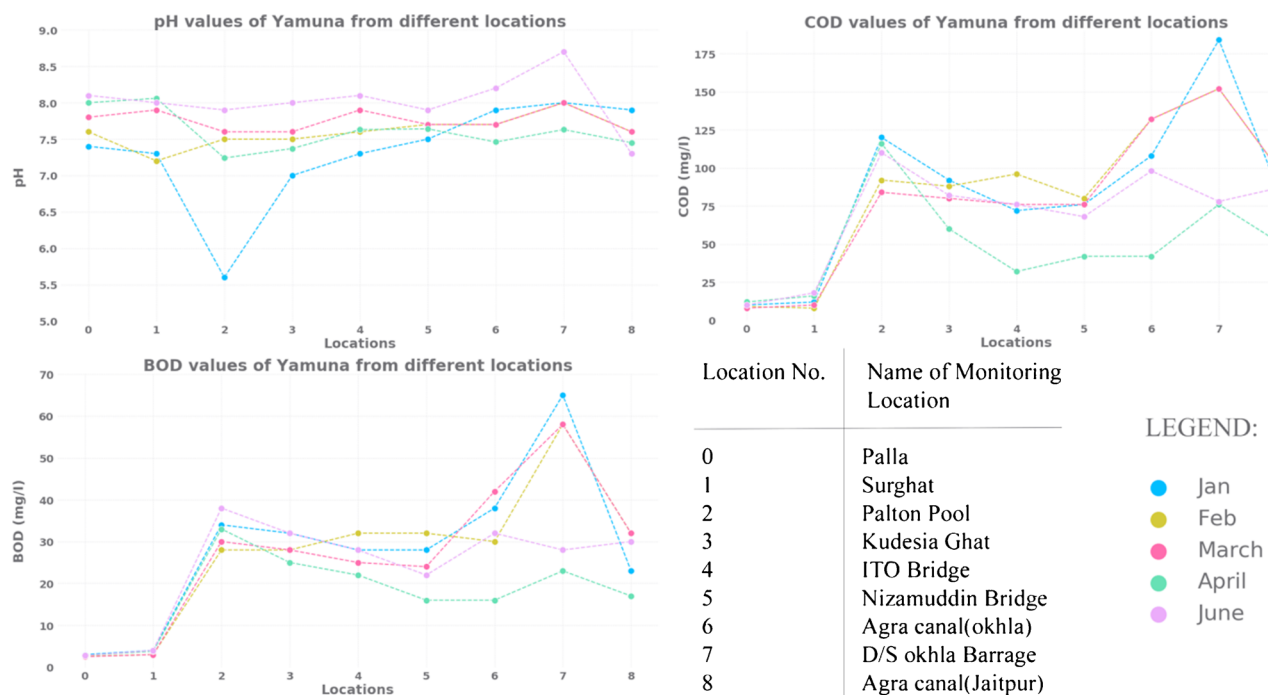 pH values of Yamuna from different locations
9.0
8.5
8.0
7.5
7.0
6.5
6.0
5.5
5.0
pH
0 1 2 3 4 5 6 7 8
Locations
COD values of Yamuna from different locations
175
150
125
100
75
50
25
0
COD (mg/l)
0 1 2 3 4 5 6 7
Locations
BOD values of Yamuna from different locations
70
60
50
40
30
20
10
0
BOD (mg/l)
0 1 2 3 4 5 6 7 8
Locations
Location No. Name of Monitoring
Location
0 Palla
1 Surghat
2 Palton Pool
3 Kudesia Ghat
4 ITO Bridge
5 Nizamuddin Bridge
6 Agra canal(okhla)
7 D/S okhla Barrage
8 Agra canal(Jaitpur)
LEGEND:
Jan
Feb
March
April
June